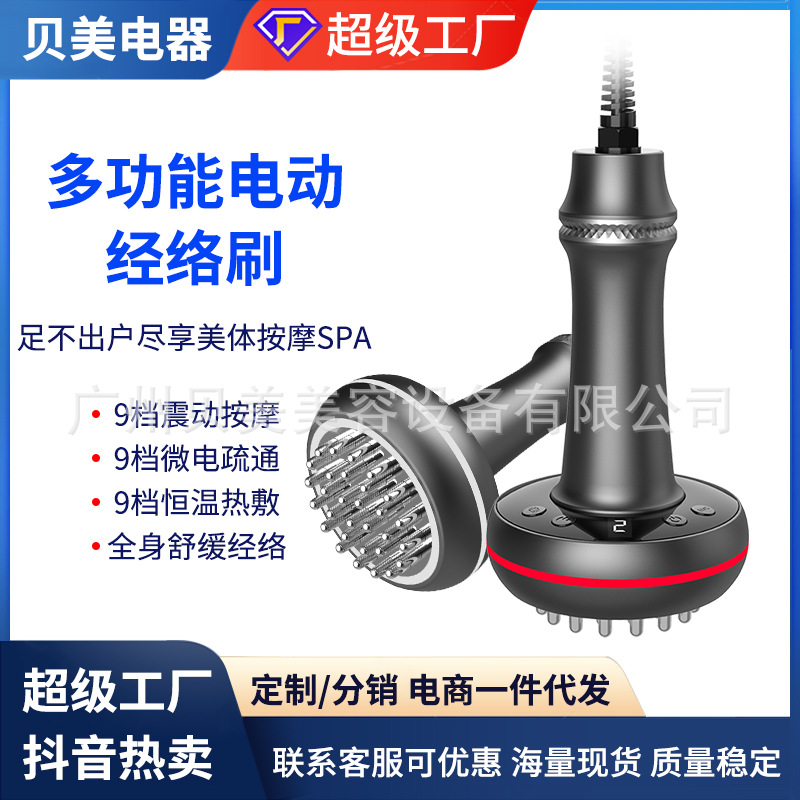 贝美电器
超级工厂
多功能电动
经络刷
足不出户尽享美体按摩SPA
广州贝美美容设备有限公司
9档震动按摩
9档微电疏通
9档恒温热敷
全身舒缓经络
2
超级工厂
抖音热卖
定制/分销 电商一件代发
联系客服可优惠 海量现货 质量稳定